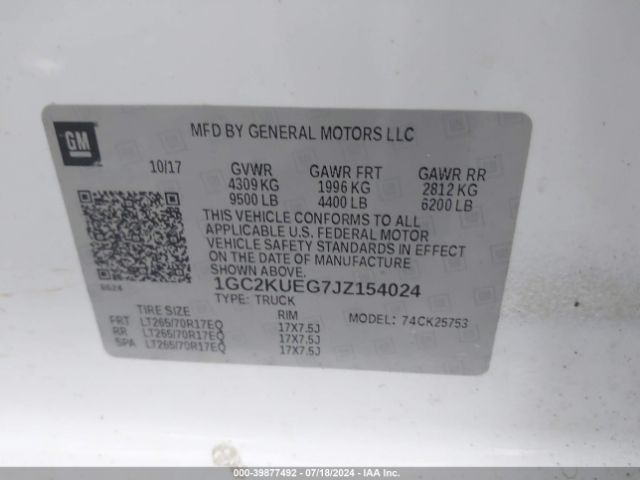 GM
MFD BY GENERAL MOTORS LLC
10/17 GVWR GAWR FRT GAWR RR
4309 KG 1996 KG 2812 KG
9500 LB 4400 LB 6200 LB
THIS VEHICLE CONFORMS TO ALL
APPLICABLE U.S. FEDERAL MOTOR
VEHICLE SAFETY STANDARDS IN EFFECT
ON THE DATE OF MANUFACTURE
SHOWN ABOVE.
1GC2KUEG7JZ154024
TYPE: TRUCK
TIRE SIZE RIM MODEL: 74CK25753
FRT LT265/70R17EQ 17X7.5J
RR LT265/70R17EQ 17X7.5J
SPA LT265/70R17EQ 17X7.5J
000-39877492 - 07/18/2024 - IAA, Inc.